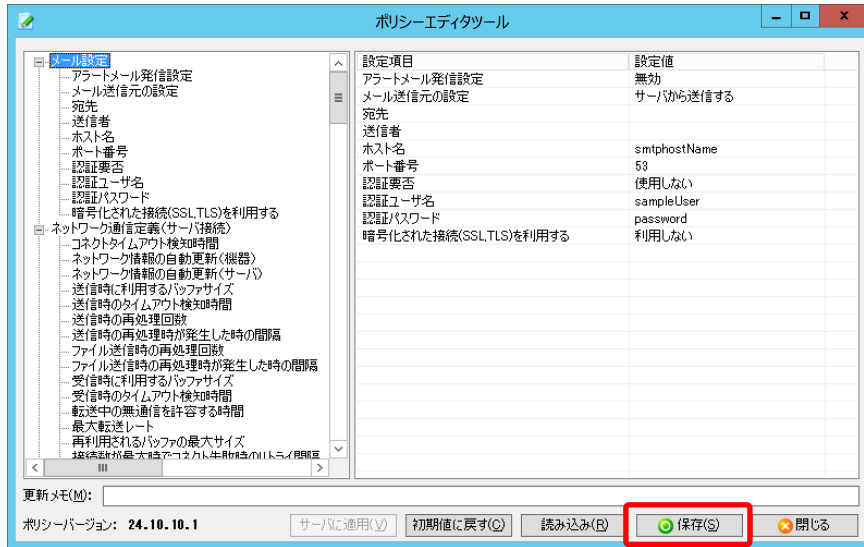 ポリシーエディタツール
メール設定
アラートメール発信設定
メール送信元の設定
宛先
送信者
ホスト名
ポート番号
認証要否
認証ユーザ名
認証パスワード
暗号化された接続(SSL,TLS)を利用する
ネットワーク通信定義(サーバ接続)
コネクトタイムアウト検知時間
ネットワーク情報の自動更新(機器)
ネットワーク情報の自動更新(サーバ)
送信時に利用するバッファサイズ
送信時のタイムアウト検知時間
送信時の再処理回数
送信時の再処理時が発生した時の間隔
ファイル送信時の再処理回数
ファイル送信時の再処理時が発生した時の間隔
受信時に利用するバッファサイズ
受信時のタイムアウト検知時間
転送中の無通信を許容する時間
最大転送レート
再利用されるバッファの最大サイズ
接続数が最大時でコネクト失敗時のリトライ間隔
設定項目 設定値
アラートメール発信設定 無効
メール送信元の設定 サーバから送信する
宛先
送信者
ホスト名 smtphostName
ポート番号 53
認証要否 使用しない
認証ユーザ名 sampleUser
認証パスワード password
暗号化された接続(SSL,TLS)を利用する 利用しない
更新メモ(M):
ポリシーバージョン: 24.10.10.1 サーバに適用(V) 初期値に戻す(C) 読み込み(R) 保存(S) 閉じる